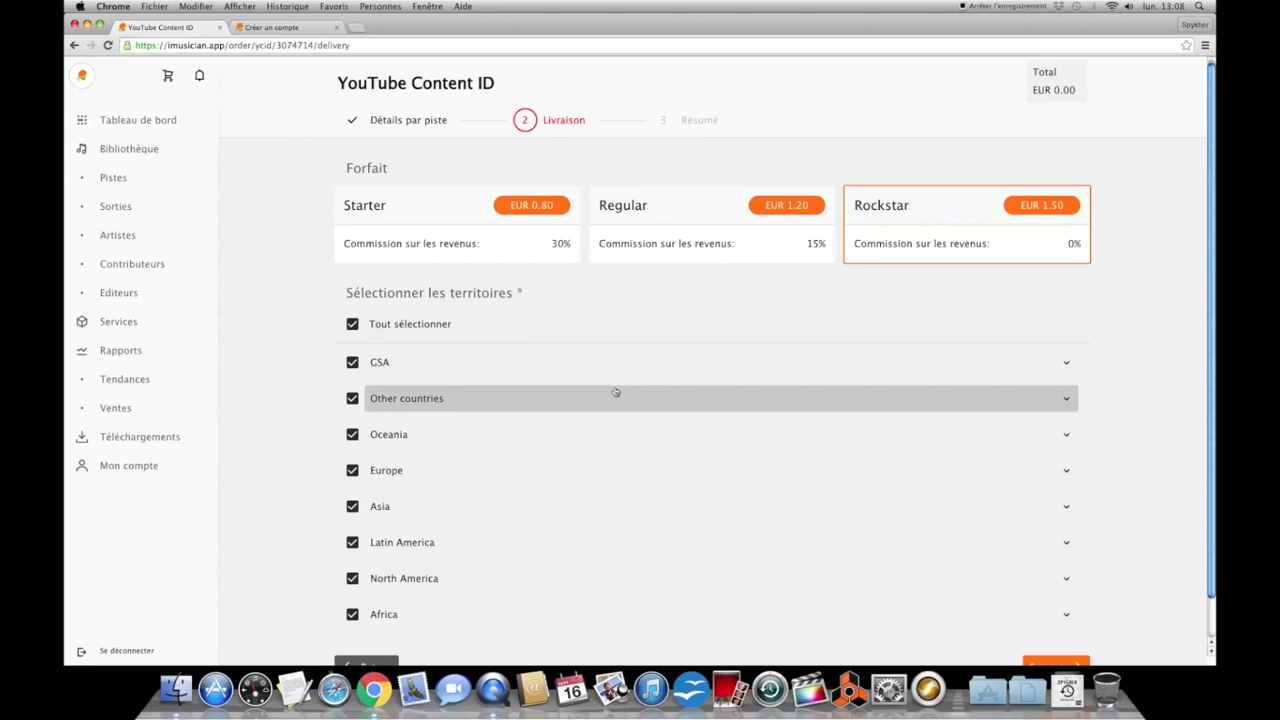 Chrome Fichier Modifier Afficher Historique Favoris Personnes Fenêtre Aide Arrêter l'enregistrement lun. 13:08
YouTube Content ID Créer un compte Spykher
https://imusician.app/order/ycid/3074714/delivery
YouTube Content ID
Total
EUR 0.00
Détails par piste 2 Livraison 3 Résumé
Tableau de bord
Bibliothèque
Pistes
Sorties
Artistes
Contributeurs
Editeurs
Services
Rapports
Tendances
Ventes
Téléchargements
Mon compte
Se déconnecter
Forfait
Starter EUR 0.80 Regular EUR 1.20 Rockstar EUR 1.50
Commission sur les revenus: 30% Commission sur les revenus: 15% Commission sur les revenus: 0%
Sélectionner les territoires *
Tout sélectionner
GSA
Other countries
Oceania
Europe
Asia
Latin America
North America
Africa
SEPT
16